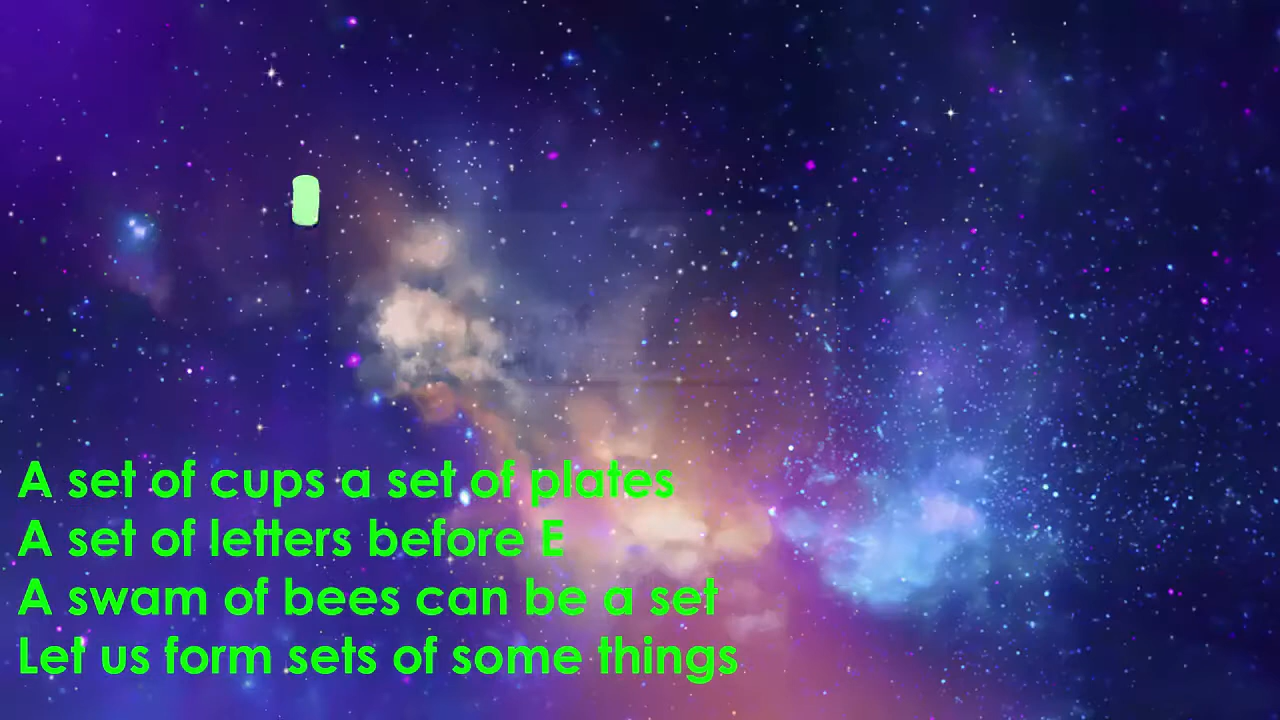 A set of cups a set of plates
A set of letters before E
A swam of bees can be a set
Let us form sets of some things